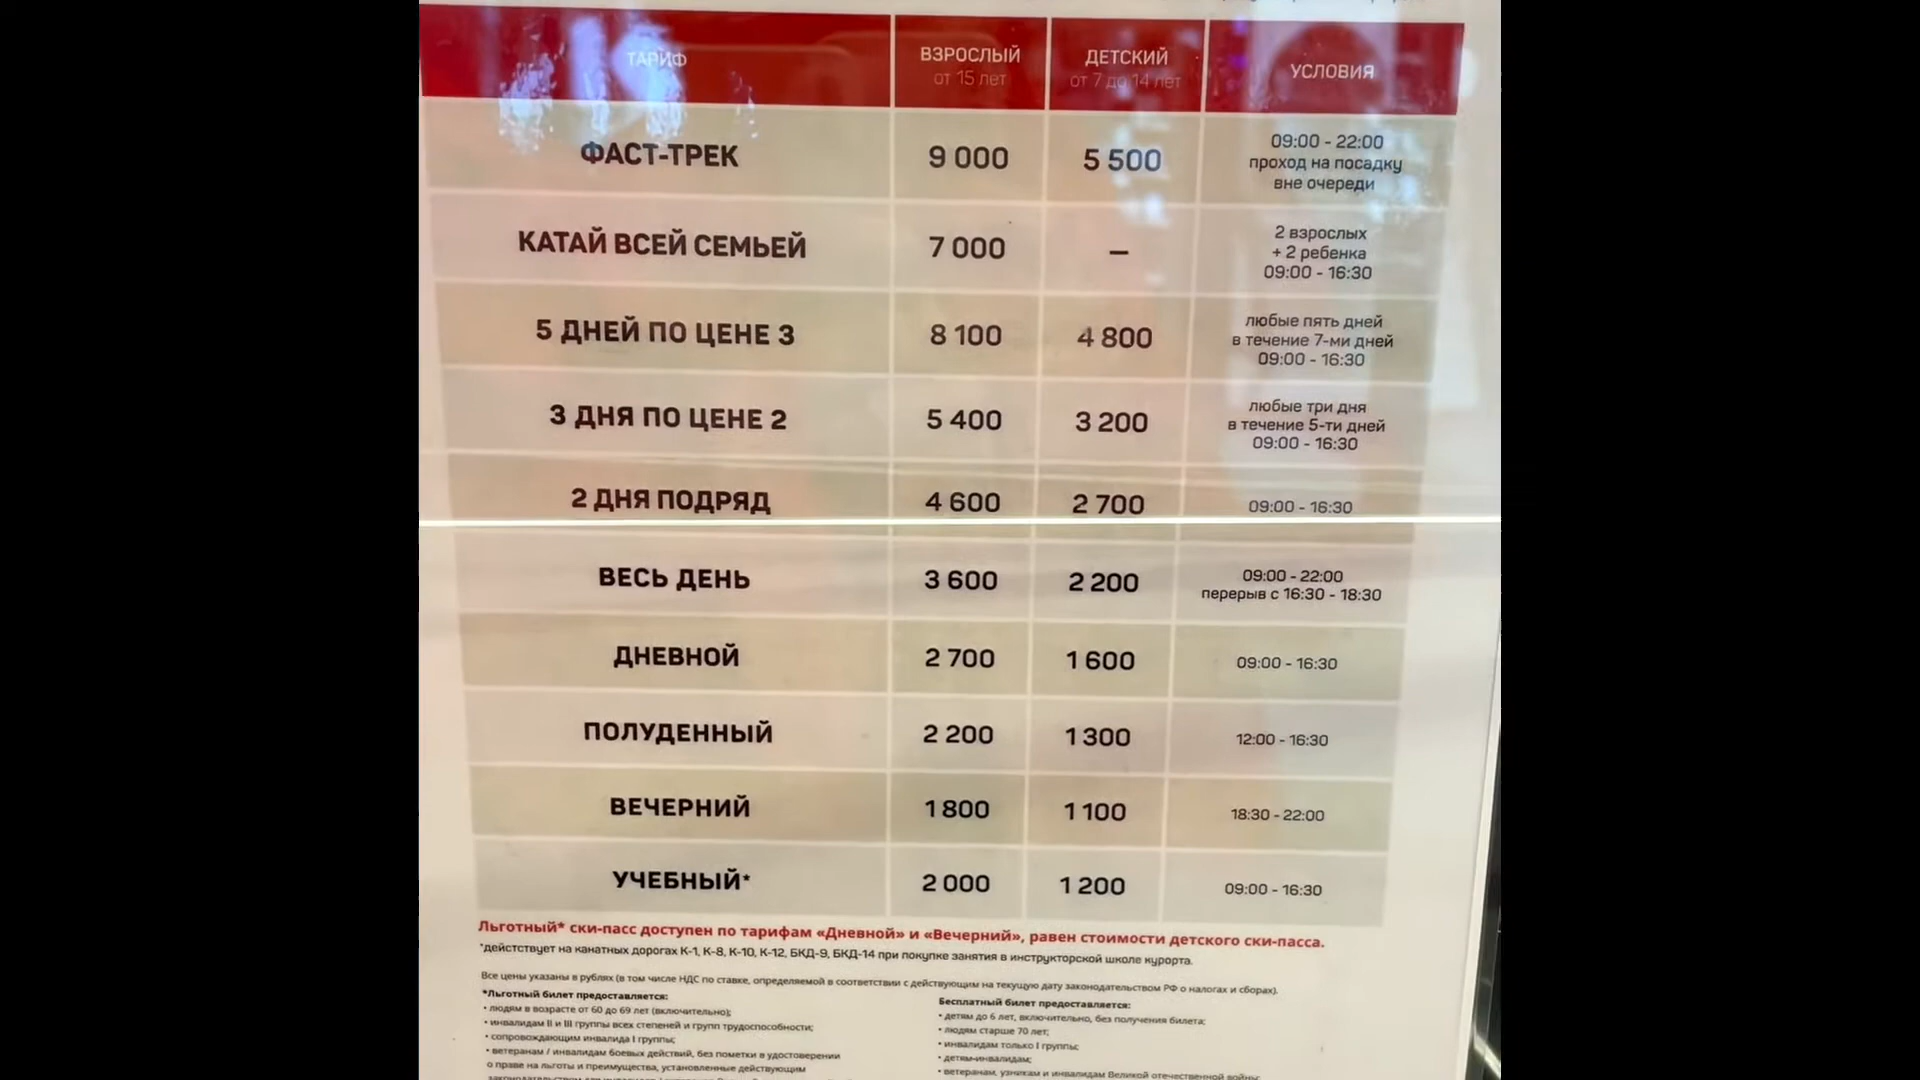 ТАРИФ
ВЗРОСЛЫЙ
от 15 лет
ДЕТСКИЙ
от 7 до 14 лет
УСЛОВИЯ
ФАСТ-ТРЕК
9 000
5 500
09:00 - 22:00
проход на посадку
вне очереди
КАТАЙ ВСЕЙ СЕМЬЕЙ
7 000
–
2 взрослых
+ 2 ребенка
09:00 - 16:30
5 ДНЕЙ ПО ЦЕНЕ 3
8 100
4 800
любые пять дней
в течение 7-ми дней
09:00 - 16:30
3 ДНЯ ПО ЦЕНЕ 2
5 400
3 200
любые три дня
в течение 5-ти дней
09:00 - 16:30
2 ДНЯ ПОДРЯД
4 600
2 700
09:00 - 16:30
ВЕСЬ ДЕНЬ
3 600
2 200
09:00 - 22:00
перерыв с 16:30 - 18:30
ДНЕВНОЙ
2 700
1 600
09:00 - 16:30
ПОЛУДЕННЫЙ
2 200
1 300
12:00 - 16:30
ВЕЧЕРНИЙ
1 800
1 100
18:30 - 22:00
УЧЕБНЫЙ*
2 000
1 200
09:00 - 16:30
Льготный* ски-пасс доступен по тарифам «Дневной» и «Вечерний», равен стоимости детского ски-пасса.
*действует на канатных дорогах К-1, К-8, К-10, К-12, БКД-9, БКД-14 при покупке занятия в инструкторской школе курорта.
Все цены указаны в рублях (в том числе НДС по ставке, определяемой в соответствии с действующим на текущую дату законодательством РФ о налогах и сборах).
*Льготный билет предоставляется:
• людям в возрасте от 60 до 69 лет (включительно);
• инвалидам II и III группы всех степеней и групп трудоспособности;
• сопровождающим инвалида I группы;
• ветеранам / инвалидам боевых действий, без пометки в удостоверении
о праве на льготы и преимущества, установленные действующим
Бесплатный билет предоставляется:
• детям до 6 лет, включительно, без получения билета;
• людям старше 70 лет;
• инвалидам только I группы;
• детям-инвалидам;
• ветеранам, узникам и инвалидам Великой отечественной войны;